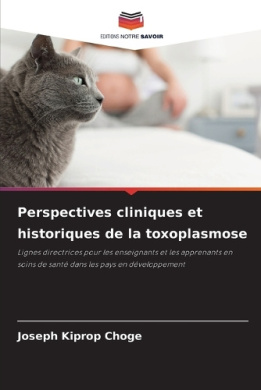 EDITIONS NOTRE SAVOIR
Perspectives cliniques et
historiques de la toxoplasmose
Lignes directrices pour les enseignants et les apprenants en
soins de santé dans les pays en développement
Joseph Kiprop Choge